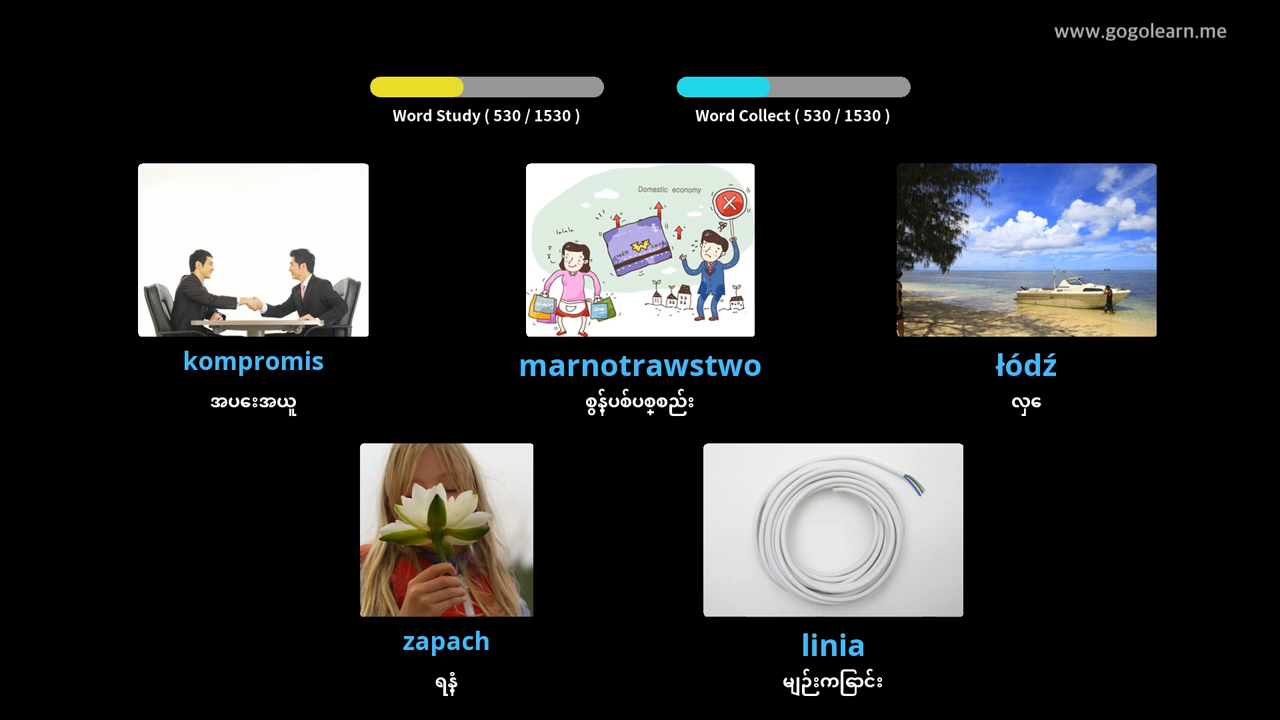 www.gogolearn.me
Word Study ( 530 / 1530 )
Word Collect ( 530 / 1530 )
Domestic economy
lalala
kompromis
marnotrawstwo
łódź
အပေးအယူ
စွန့်ပစ်ပစ္စည်း
လှေ
zapach
linia
ရနံ့
မျဉ်းကြောင်း